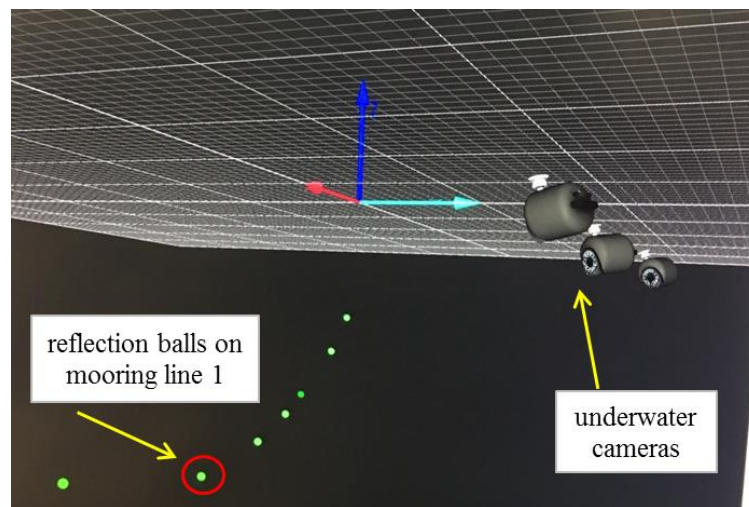 reflection balls on
mooring line 1
underwater
cameras